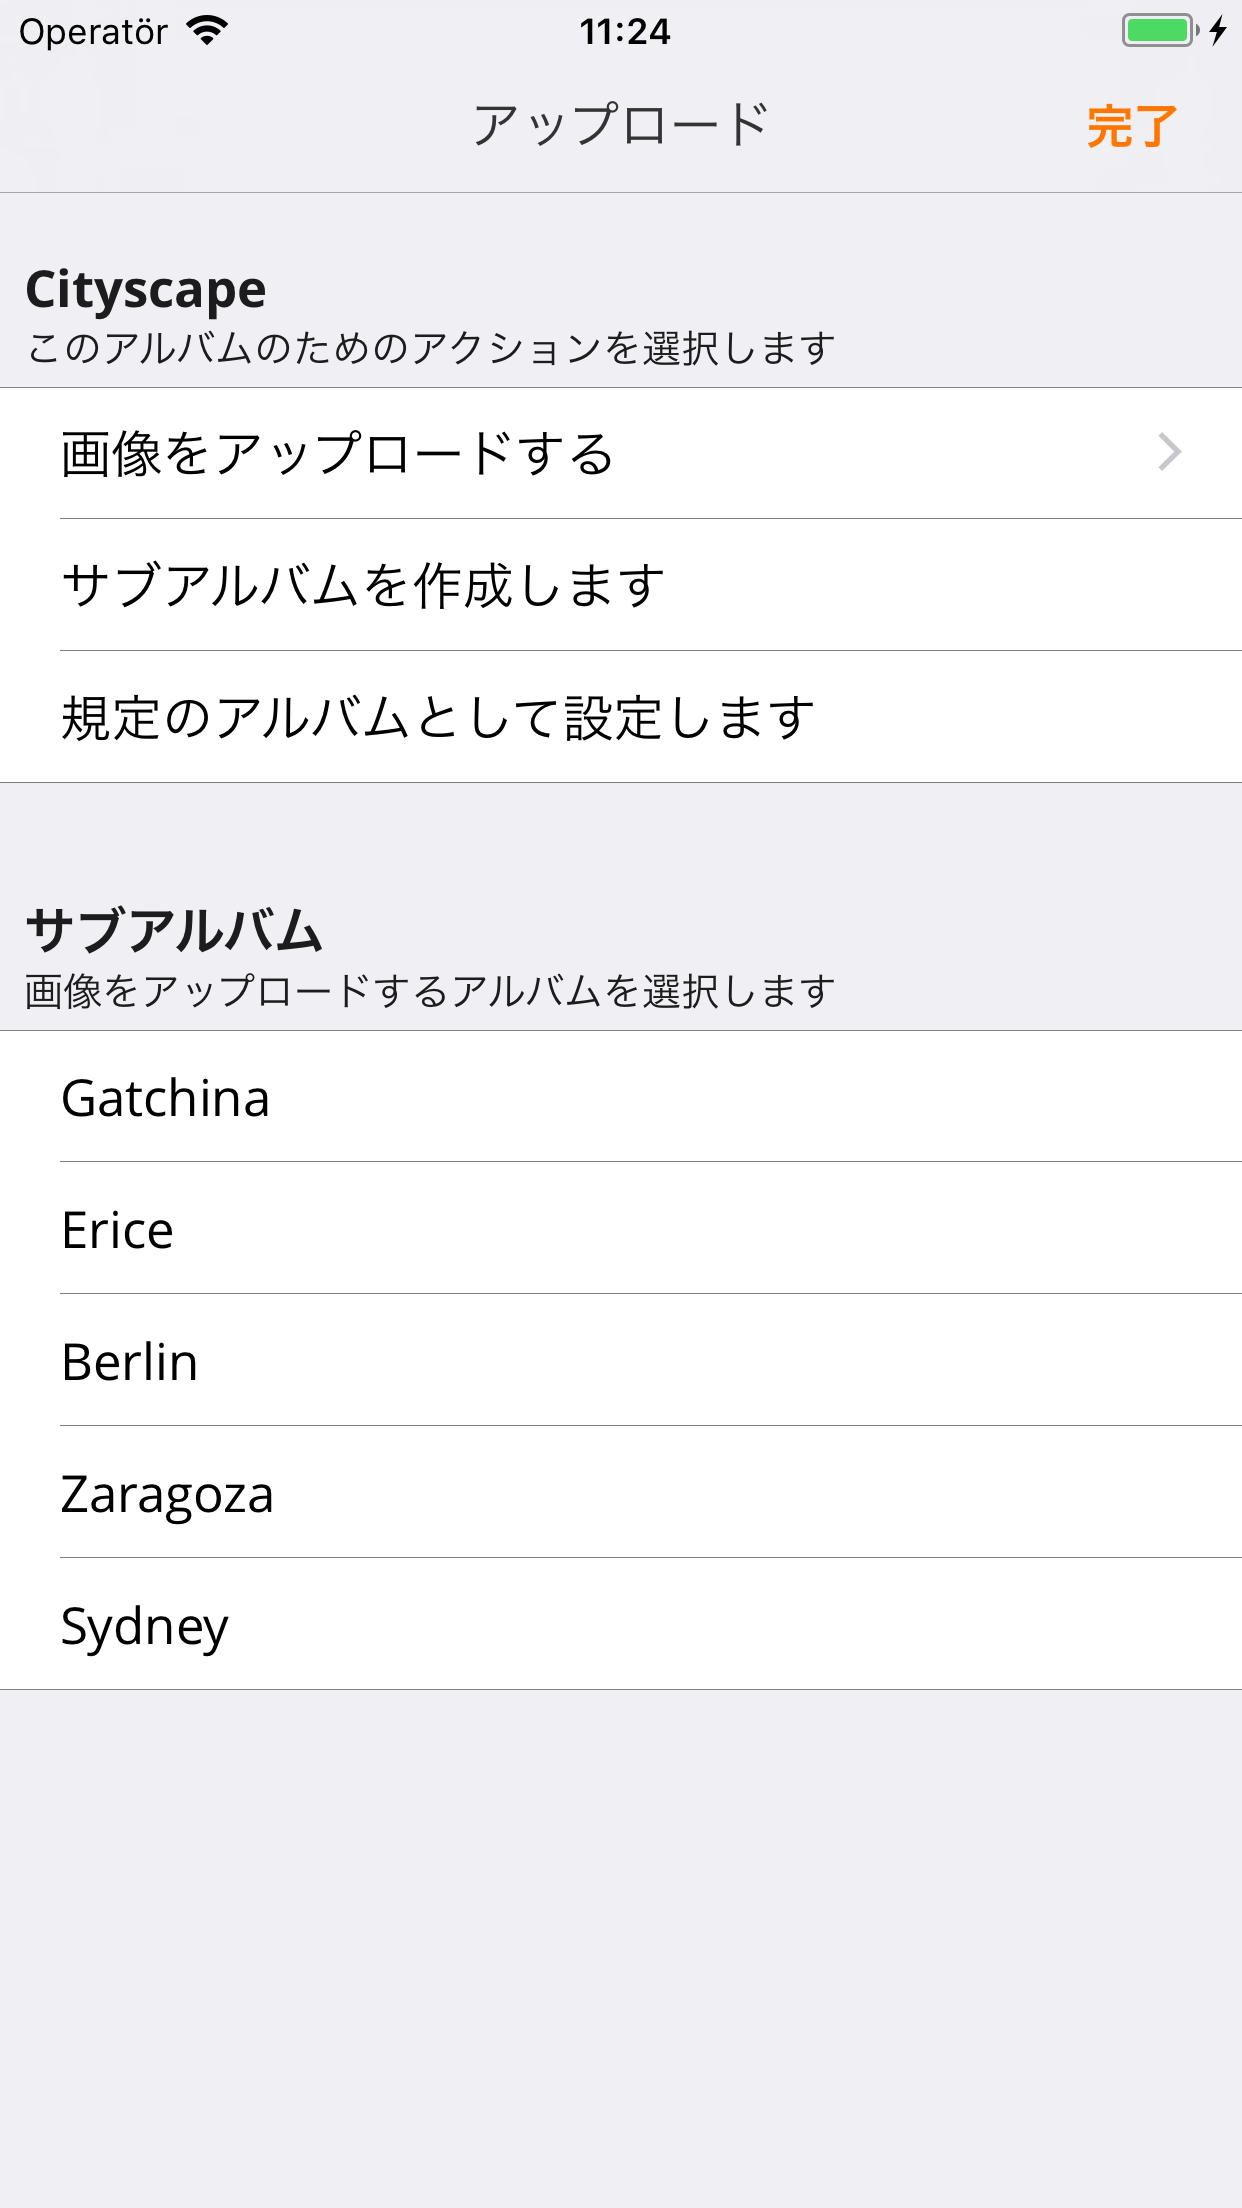 Operatör 11:24
アップロード 完了
Cityscape
このアルバムのためのアクションを選択します
画像をアップロードする
サブアルバムを作成します
規定のアルバムとして設定します
サブアルバム
画像をアップロードするアルバムを選択します
Gatchina
Erice
Berlin
Zaragoza
Sydney